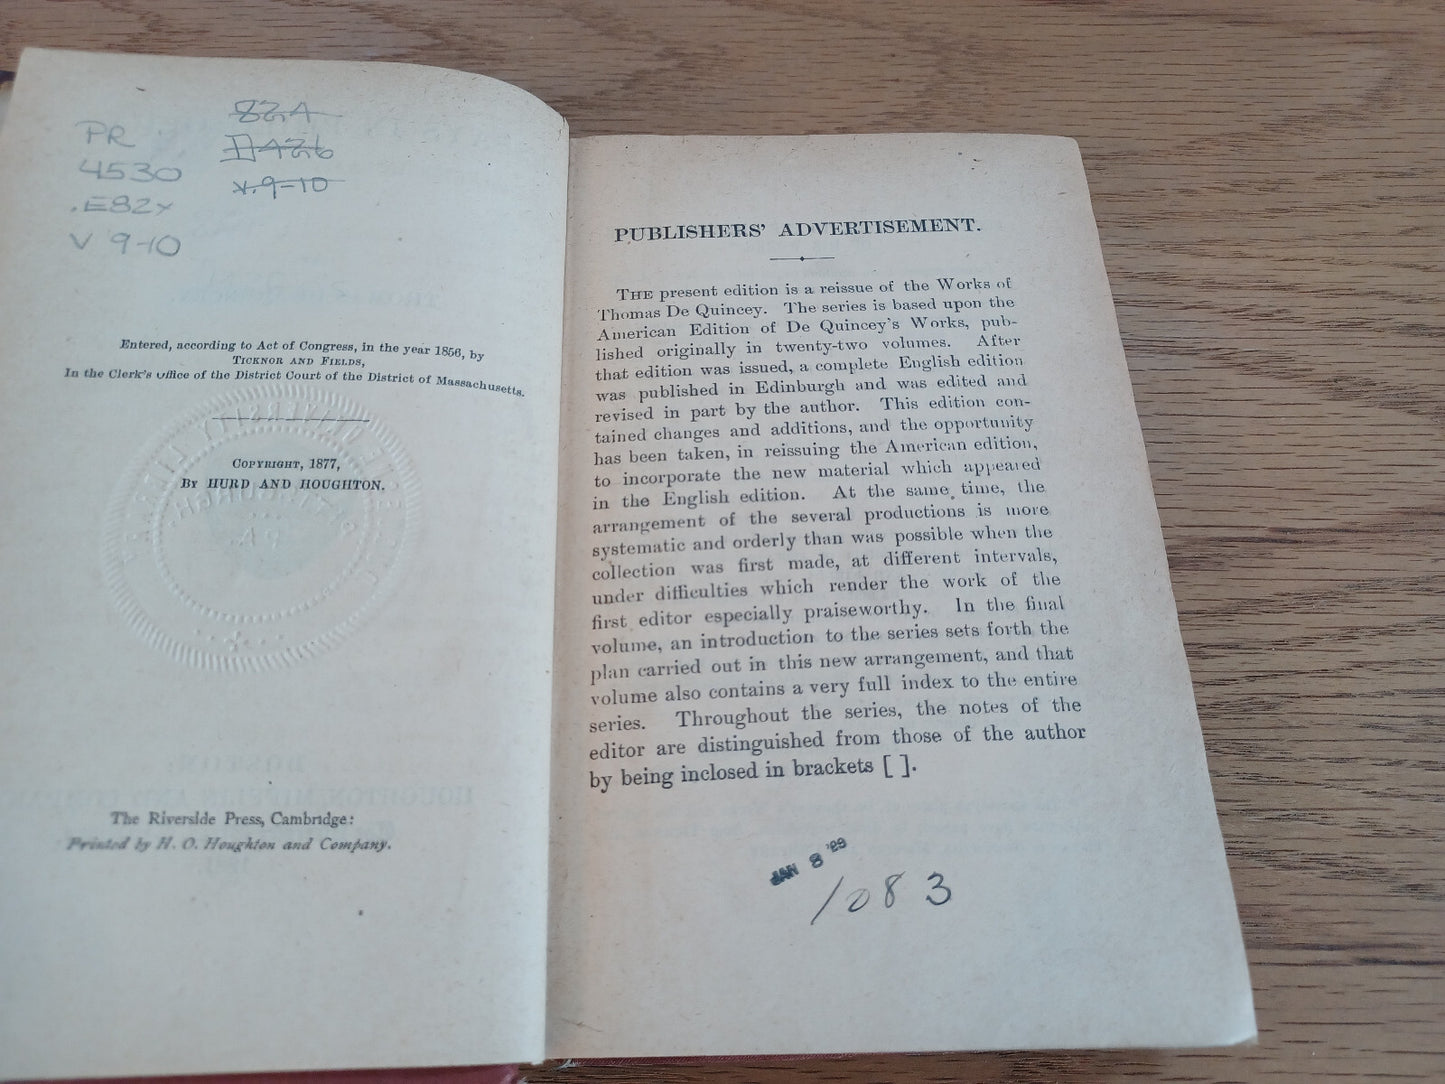 PR
4530
.E82x
V 9-10
824
D426
v.9-10
Entered, according to Act of Congress, in the year 1856, by
TICKNOR AND FIELDS,
In the Clerk's Office of the District Court of the District of Massachusetts.
COPYRIGHT, 1877,
BY HURD AND HOUGHTON.
The Riverside Press, Cambridge:
Printed by H. O. Houghton and Company.
PUBLISHERS' ADVERTISEMENT.
THE present edition is a reissue of the Works of
Thomas De Quincey. The series is based upon the
American Edition of De Quincey's Works, pub-
lished originally in twenty-two volumes. After
that edition was issued, a complete English edition
was published in Edinburgh and was edited and
revised in part by the author. This edition con-
tained changes and additions, and the opportunity
has been taken, in reissuing the American edition,
to incorporate the new material which appeared
in the English edition. At the same time, the
arrangement of the several productions is more
systematic and orderly than was possible when the
collection was first made, at different intervals,
under difficulties which render the work of the
first editor especially praiseworthy. In the final
volume, an introduction to the series sets forth the
plan carried out in this new arrangement, and that
volume also contains a very full index to the entire
series. Throughout the series, the notes of the
editor are distinguished from those of the author
by being inclosed in brackets [ ].
JAN 8
1083